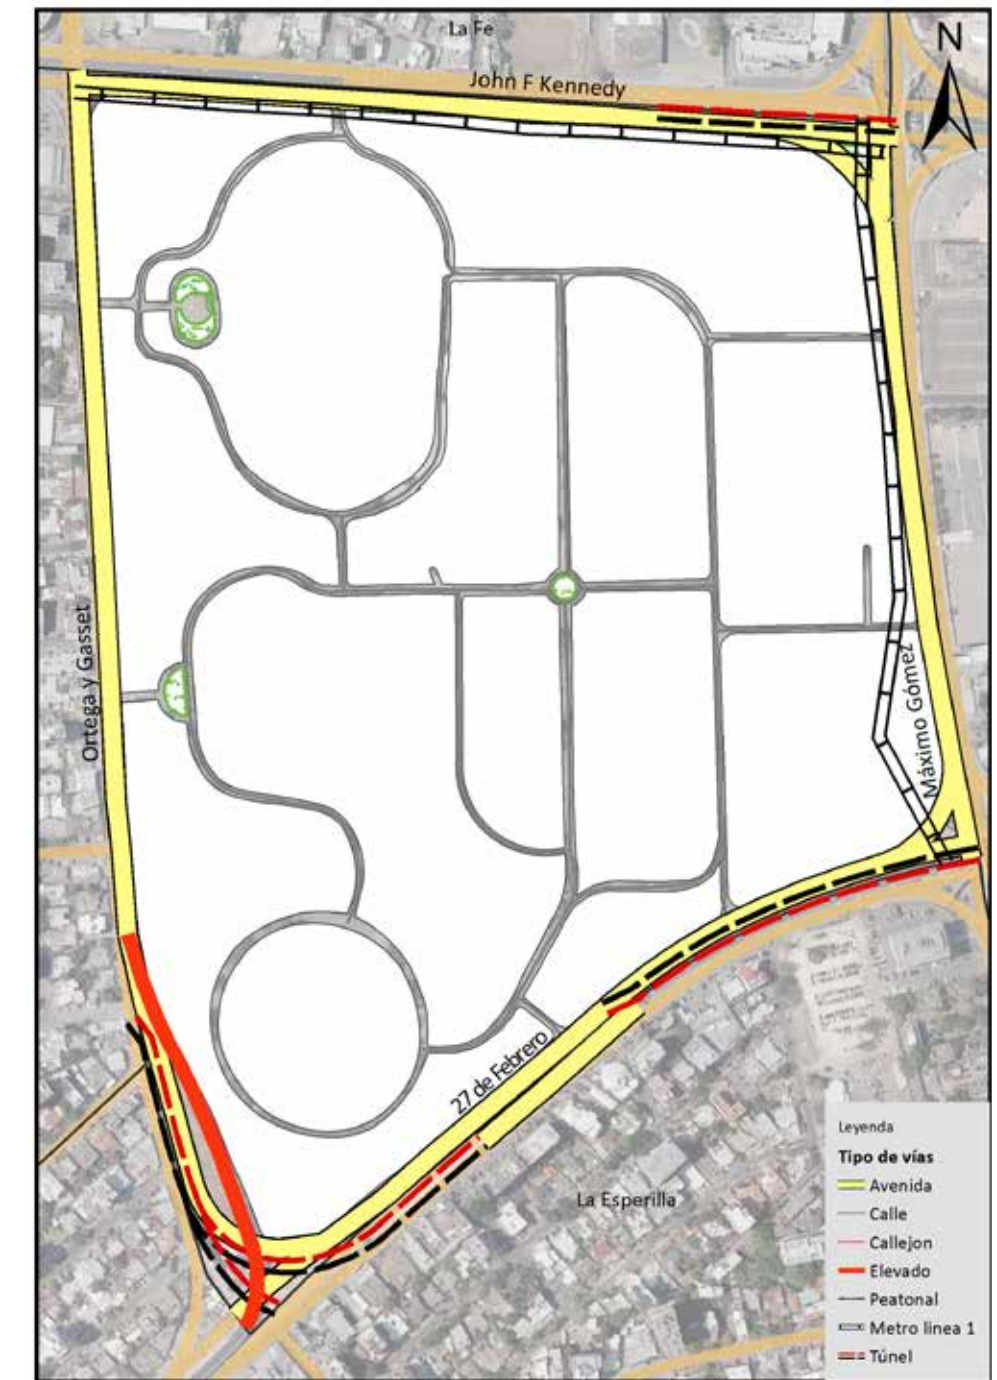 La Fe
N
John F Kennedy
Ortega y Gasset
Máximo Gómez
27 de Febrero
La Esperilla
Leyenda
Tipo de vías
Avenida
Calle
Callejon
Elevado
Peatonal
Metro linea 1
Túnel